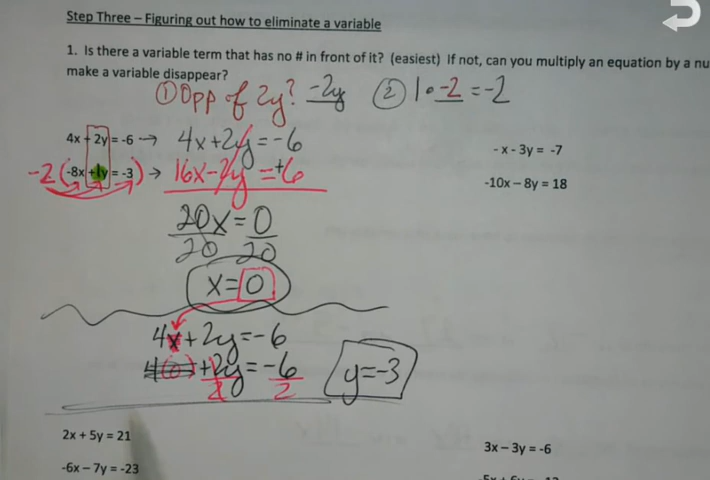 Step Three – Figuring out how to eliminate a variable
1. Is there a variable term that has no # in front of it? (easiest) If not, can you multiply an equation by a nu
make a variable disappear?
① Opp of 2y? -2y ② 1 • -2 = -2
4x + 2y = -6 → 4x + 2y = -6
-2 ( -8x + 1y = -3 ) → 16x - 2y = +6
20x = 0
20 20
x = 0
4x + 2y = -6
4(0) + 2y = -6
2 2
y = -3
- x - 3y = -7
-10x – 8y = 18
2x + 5y = 21
-6x – 7y = -23
3x – 3y = -6